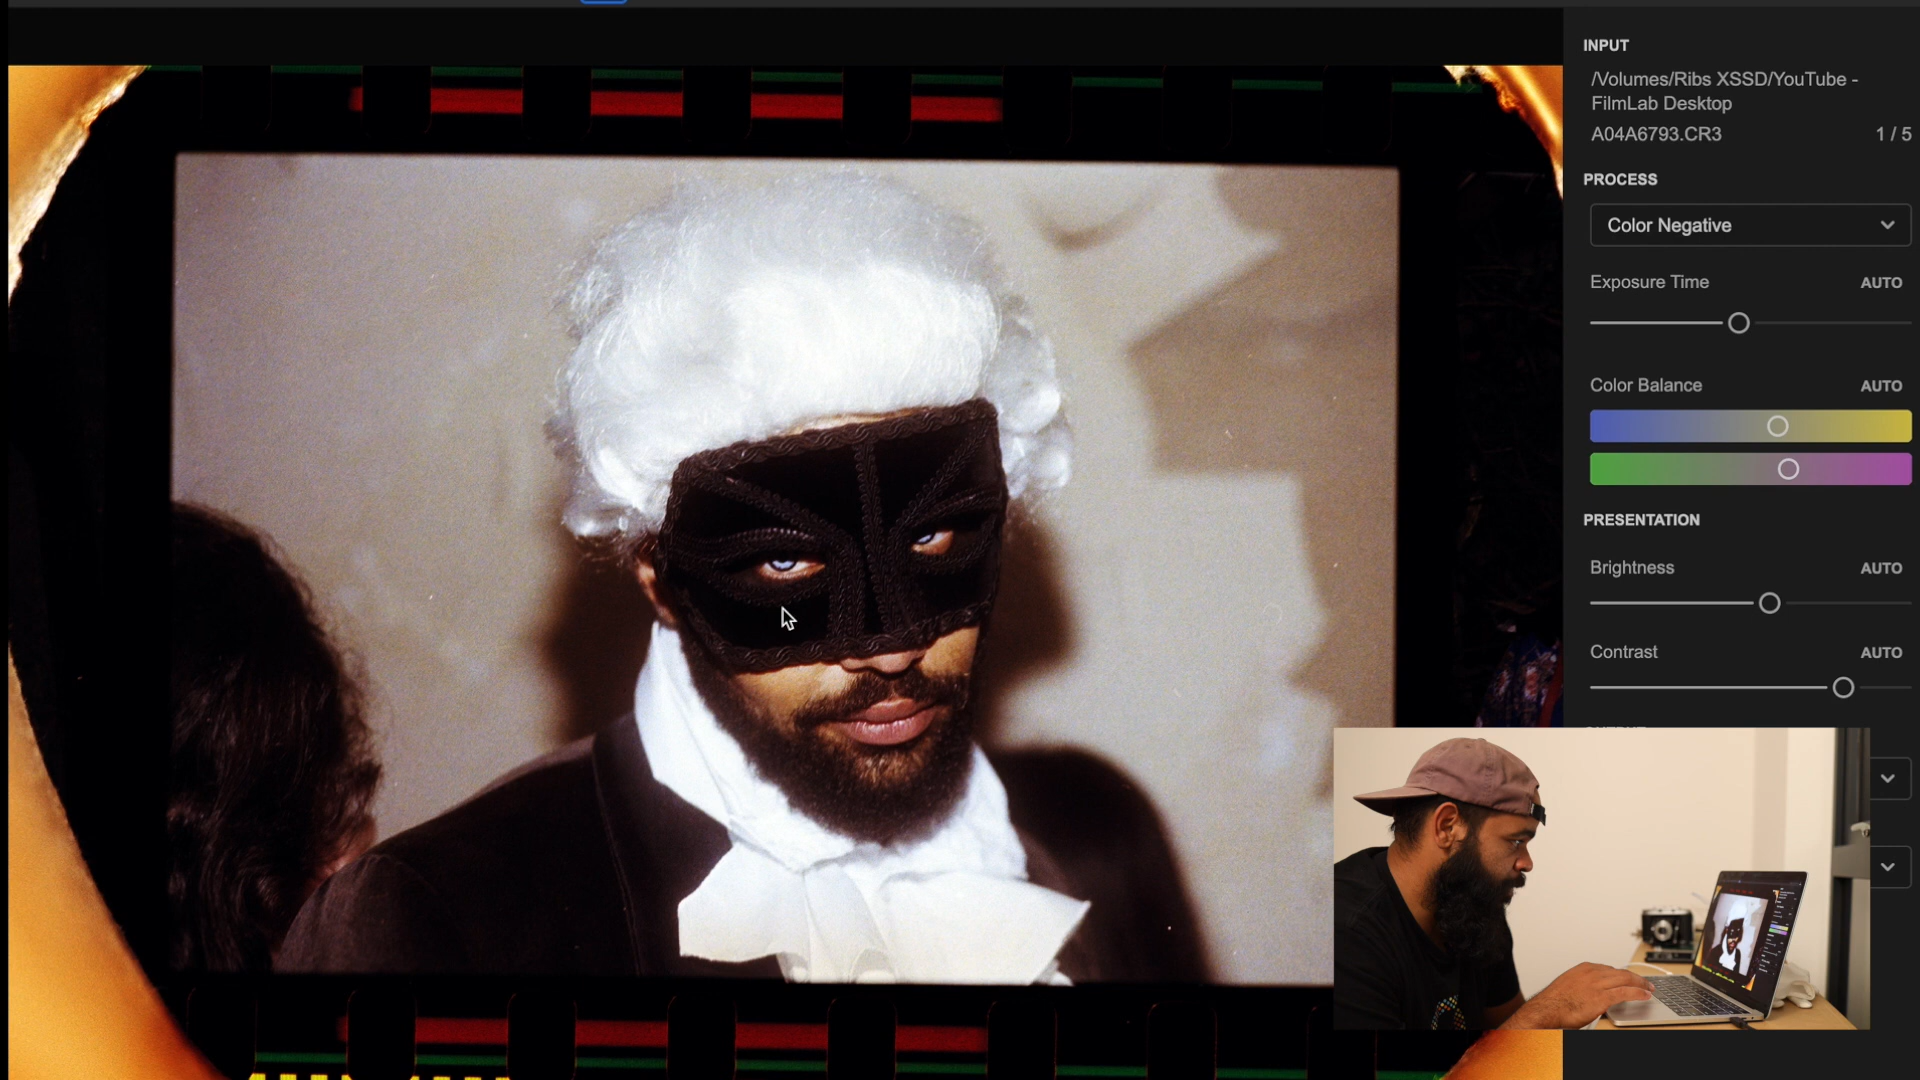 INPUT
/Volumes/Ribs XSSD/YouTube -
FilmLab Desktop
A04A6793.CR3 1 / 5
PROCESS
Color Negative
Exposure Time AUTO
Color Balance AUTO
PRESENTATION
Brightness AUTO
Contrast AUTO